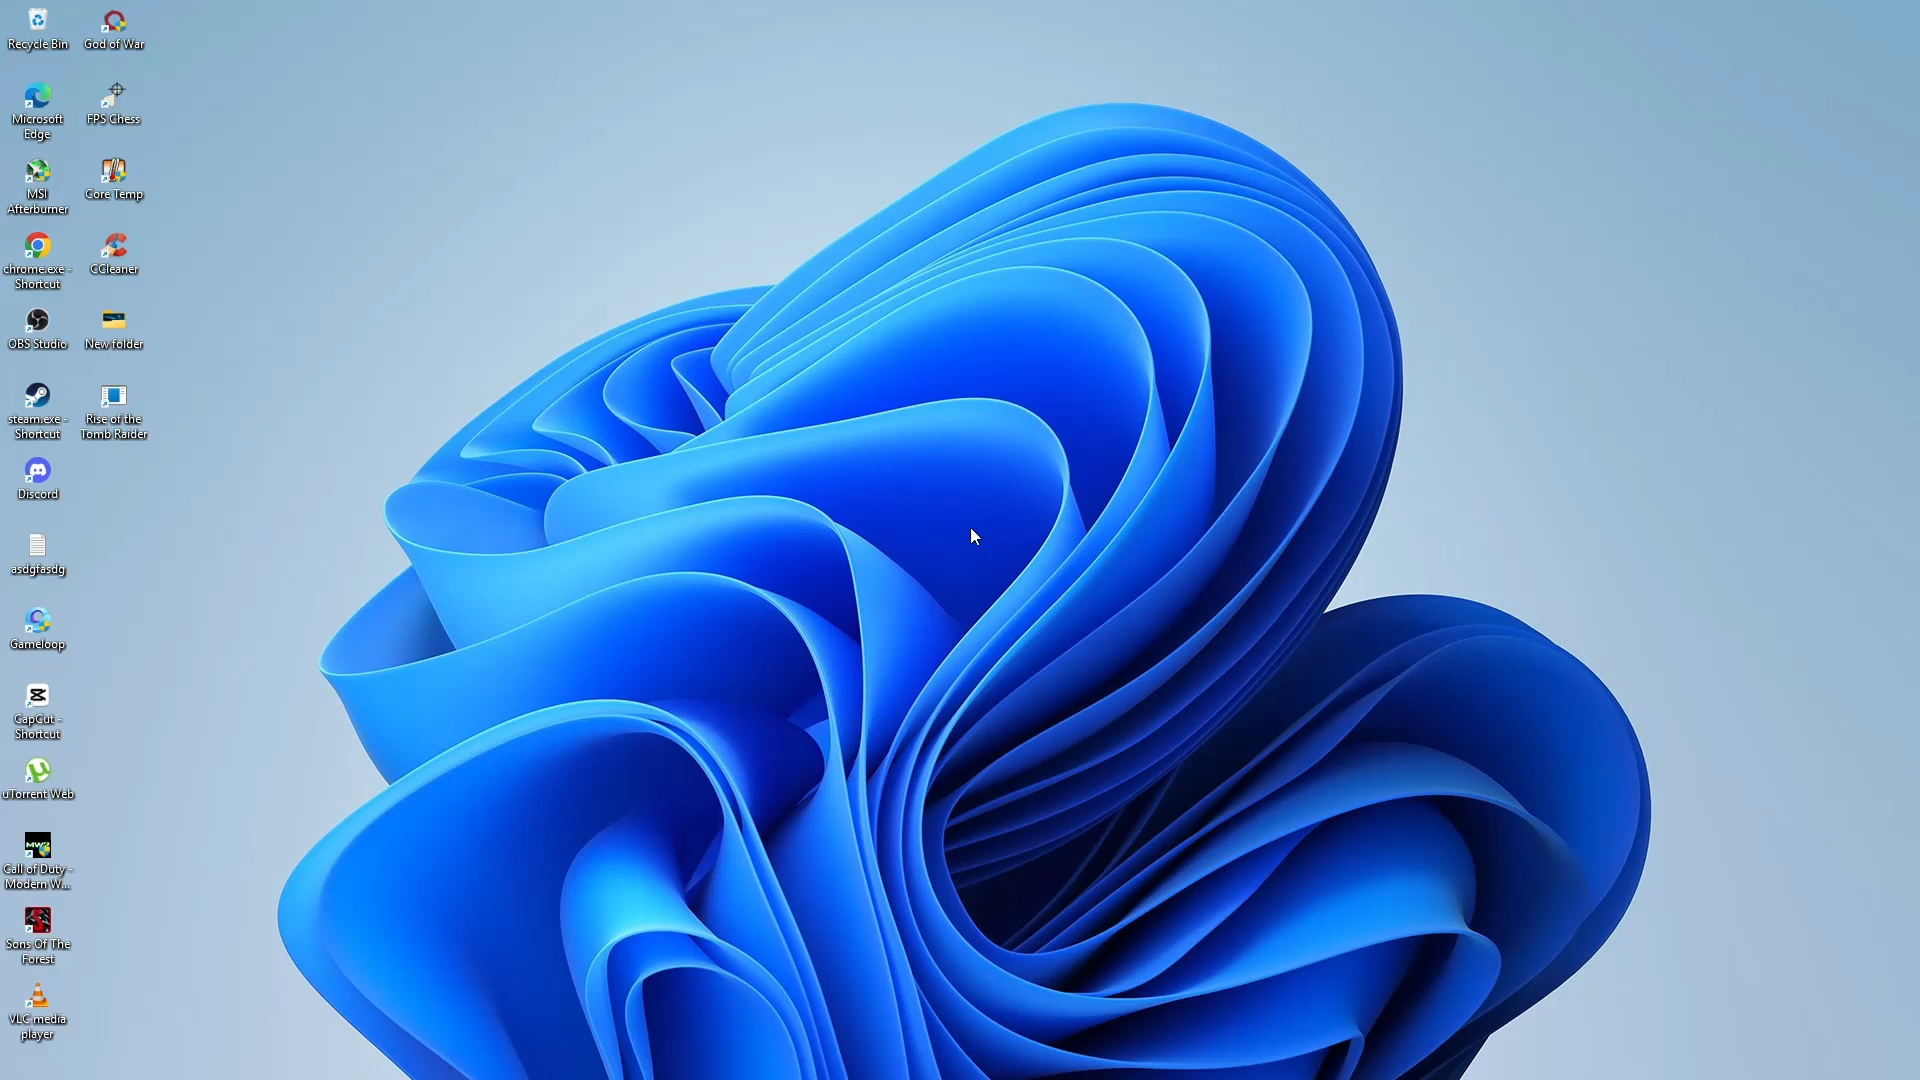 Recycle Bin
God of War
Microsoft
Edge
FPS Chess
MSI
Afterburner
Core Temp
chrome.exe -
Shortcut
CCleaner
OBS Studio
New folder
steam.exe -
Shortcut
Rise of the
Tomb Raider
Discord
asdgfasdg
Gameloop
CapCut -
Shortcut
uTorrent Web
MW2
Call of Duty -
Modern W...
Sons Of The
Forest
VLC media
player